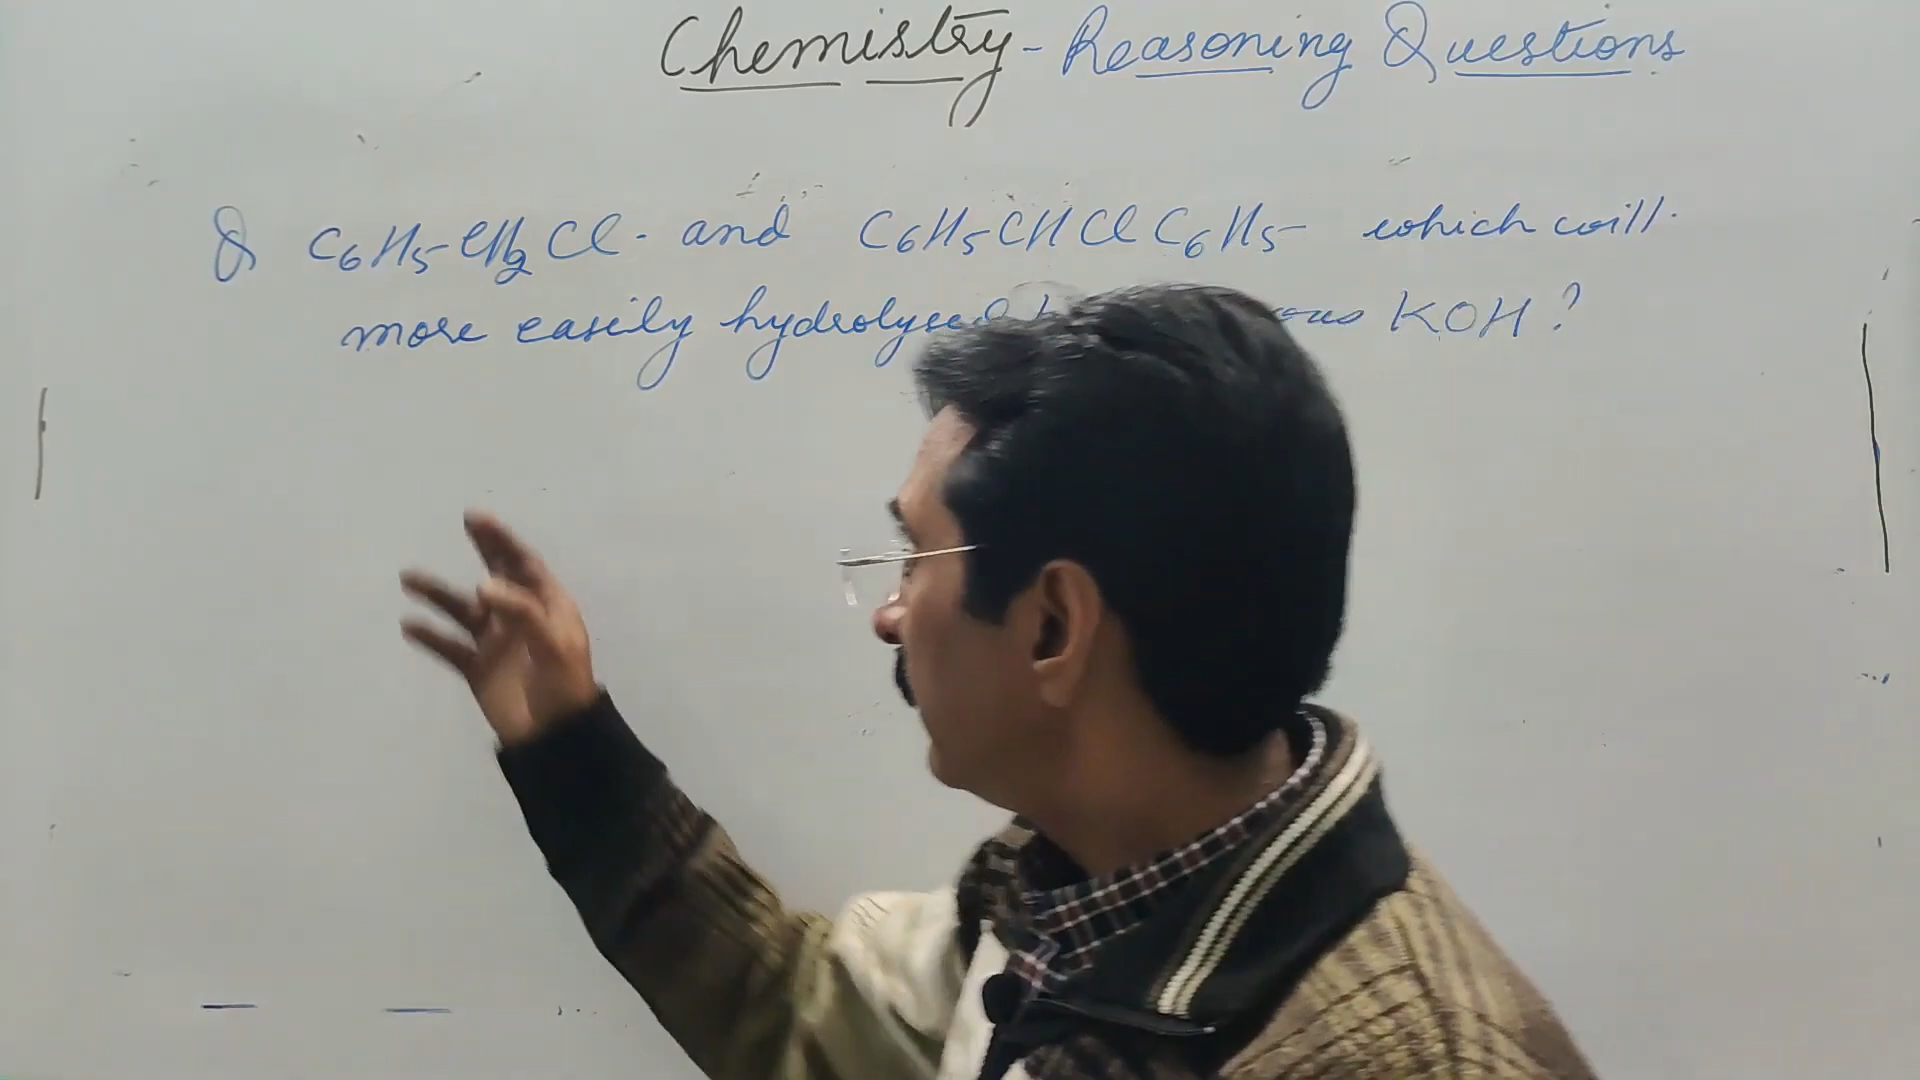 Chemistry - Reasoning Questions
Q C6H5-CH2Cl. and C6H5CHClC6H5- which will.
more easily hydrolysed KOH ?